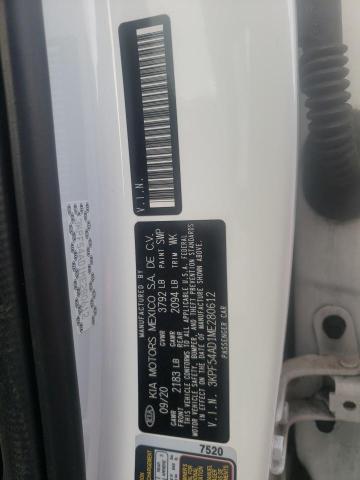 V.I.N.
KIA KIA MOTORS MEXICO S.A. DE C.V.
09/20 GVWR 3792 LB PAINT SWP
GAWR FRONT 2183 LB GAWR REAR 2094 LB TRIM WK
THIS VEHICLE CONFORMS TO ALL APPLICABLE U.S.A. FEDERAL
MOTOR VEHICLE SAFETY, BUMPER, AND THEFT PREVENTION STANDARDS
IN EFFECT ON THE DATE OF MANUFACTURE SHOWN ABOVE.
V.I.N. 3KPF54AD1ME280612
PASSENGER CAR
7520